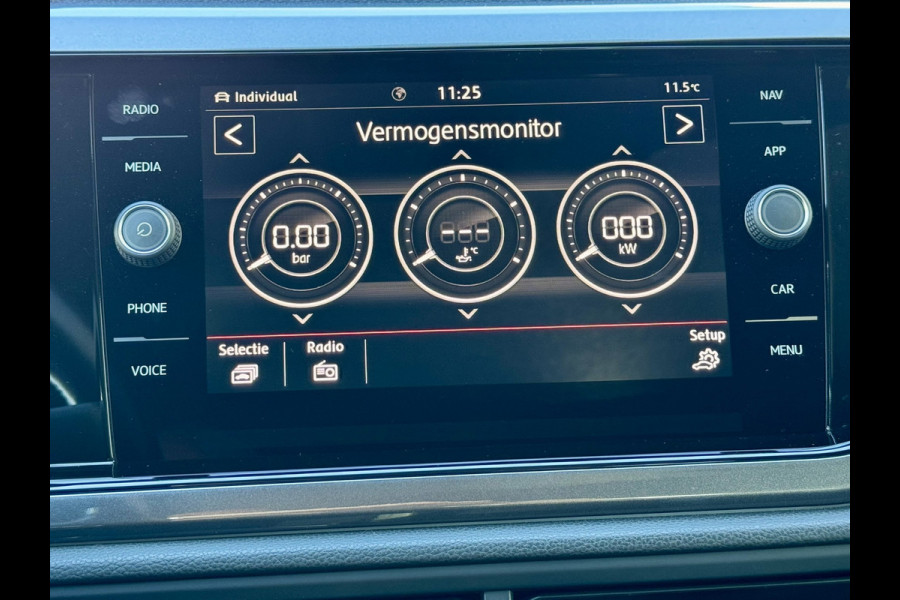 RADIO
MEDIA
PHONE
VOICE
Individual 11:25 11.5°C
< Vermogensmonitor >
0.00
bar
---
°C
000
kW
Selectie Radio Setup
NAV
APP
CAR
MENU